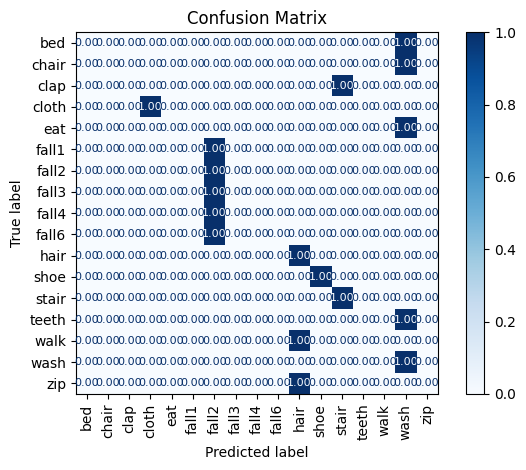 Confusion Matrix
True label
bed 0.00 0.00 0.00 0.00 0.00 0.00 0.00 0.00 0.00 0.00 0.00 0.00 0.00 0.00 0.00 1.00 0.00
chair 0.00 0.00 0.00 0.00 0.00 0.00 0.00 0.00 0.00 0.00 0.00 0.00 0.00 0.00 0.00 1.00 0.00
clap 0.00 0.00 0.00 0.00 0.00 0.00 0.00 0.00 0.00 0.00 0.00 0.00 1.00 0.00 0.00 0.00 0.00
cloth 0.00 0.00 0.00 1.00 0.00 0.00 0.00 0.00 0.00 0.00 0.00 0.00 0.00 0.00 0.00 0.00 0.00
eat 0.00 0.00 0.00 0.00 0.00 0.00 0.00 0.00 0.00 0.00 0.00 0.00 0.00 0.00 0.00 1.00 0.00
fall1 0.00 0.00 0.00 0.00 0.00 0.00 1.00 0.00 0.00 0.00 0.00 0.00 0.00 0.00 0.00 0.00 0.00
fall2 0.00 0.00 0.00 0.00 0.00 0.00 1.00 0.00 0.00 0.00 0.00 0.00 0.00 0.00 0.00 0.00 0.00
fall3 0.00 0.00 0.00 0.00 0.00 0.00 1.00 0.00 0.00 0.00 0.00 0.00 0.00 0.00 0.00 0.00 0.00
fall4 0.00 0.00 0.00 0.00 0.00 0.00 1.00 0.00 0.00 0.00 0.00 0.00 0.00 0.00 0.00 0.00 0.00
fall6 0.00 0.00 0.00 0.00 0.00 0.00 1.00 0.00 0.00 0.00 0.00 0.00 0.00 0.00 0.00 0.00 0.00
hair 0.00 0.00 0.00 0.00 0.00 0.00 0.00 0.00 0.00 0.00 1.00 0.00 0.00 0.00 0.00 0.00 0.00
shoe 0.00 0.00 0.00 0.00 0.00 0.00 0.00 0.00 0.00 0.00 0.00 1.00 0.00 0.00 0.00 0.00 0.00
stair 0.00 0.00 0.00 0.00 0.00 0.00 0.00 0.00 0.00 0.00 0.00 0.00 1.00 0.00 0.00 0.00 0.00
teeth 0.00 0.00 0.00 0.00 0.00 0.00 0.00 0.00 0.00 0.00 0.00 0.00 0.00 0.00 0.00 1.00 0.00
walk 0.00 0.00 0.00 0.00 0.00 0.00 0.00 0.00 0.00 0.00 1.00 0.00 0.00 0.00 0.00 0.00 0.00
wash 0.00 0.00 0.00 0.00 0.00 0.00 0.00 0.00 0.00 0.00 0.00 0.00 0.00 0.00 0.00 1.00 0.00
zip 0.00 0.00 0.00 0.00 0.00 0.00 0.00 0.00 0.00 0.00 1.00 0.00 0.00 0.00 0.00 0.00 0.00
bed chair clap cloth eat fall1 fall2 fall3 fall4 fall6 hair shoe stair teeth walk wash zip
Predicted label
1.0
0.8
0.6
0.4
0.2
0.0